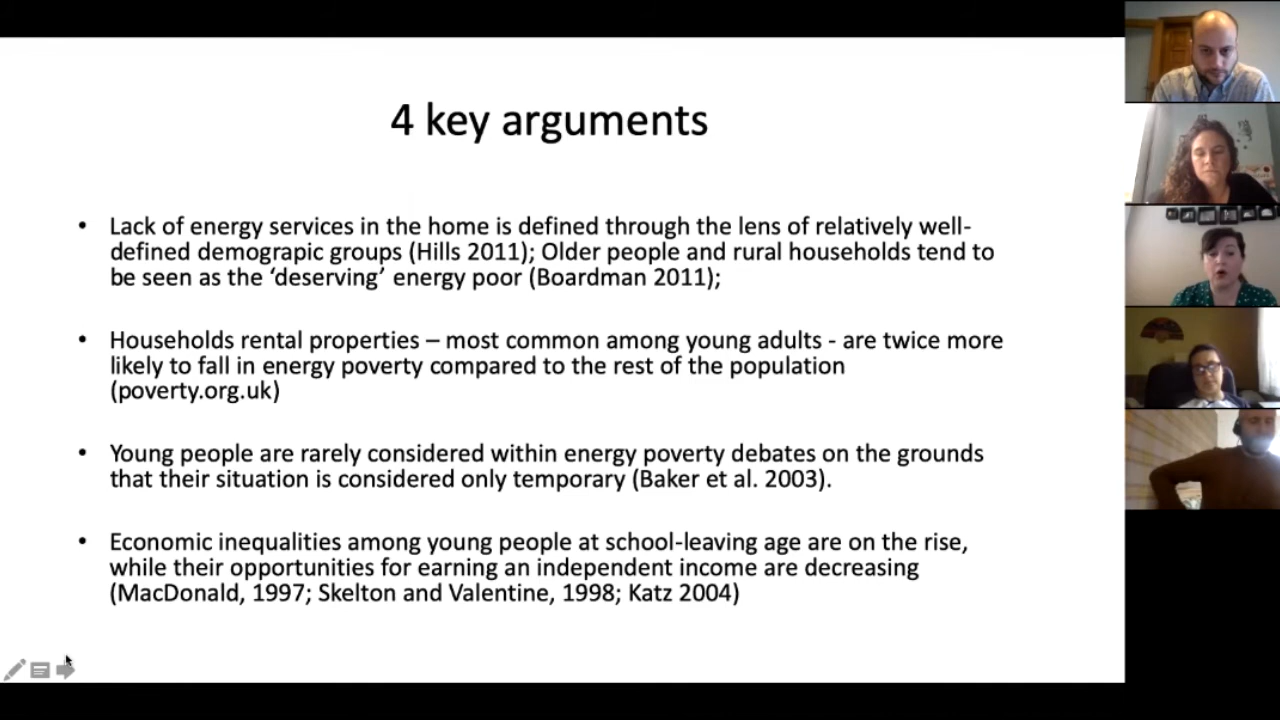 4 key arguments
• Lack of energy services in the home is defined through the lens of relatively well-
defined demograpic groups (Hills 2011); Older people and rural households tend to
be seen as the ‘deserving’ energy poor (Boardman 2011);
• Households rental properties – most common among young adults - are twice more
likely to fall in energy poverty compared to the rest of the population
(poverty.org.uk)
• Young people are rarely considered within energy poverty debates on the grounds
that their situation is considered only temporary (Baker et al. 2003).
• Economic inequalities among young people at school-leaving age are on the rise,
while their opportunities for earning an independent income are decreasing
(MacDonald, 1997; Skelton and Valentine, 1998; Katz 2004)